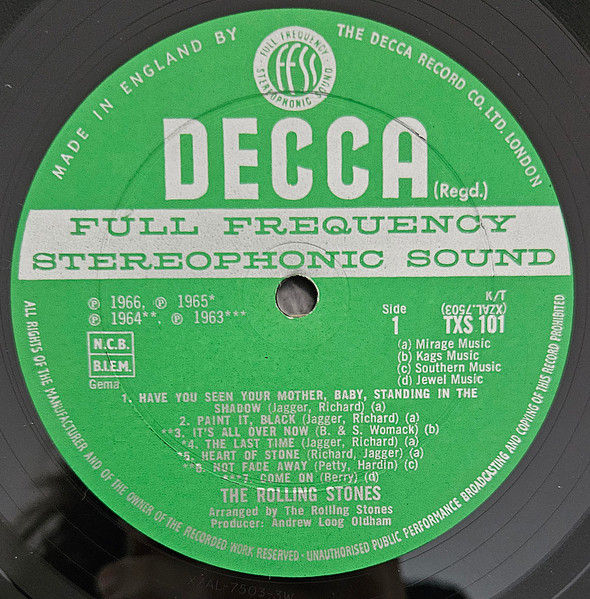 MADE IN ENGLAND BY
THE DECCA RECORD CO. LTD. LONDON
FULL FREQUENCY
FFSS
STEREOPHONIC SOUND
DECCA (Regd.)
FULL FREQUENCY
STEREOPHONIC SOUND
Ⓟ 1966, Ⓟ 1965*
Ⓟ 1964**, Ⓟ 1963***
N.C.B.
B.I.E.M.
Gema
K/T
(XZAL.7503)
Side
1
TXS 101
(a) Mirage Music
(b) Kags Music
(c) Southern Music
(d) Jewel Music
1. HAVE YOU SEEN YOUR MOTHER, BABY, STANDING IN THE
SHADOW (Jagger, Richard) (a)
2. PAINT IT, BLACK (Jagger, Richard) (a)
**3. IT'S ALL OVER NOW (B. & S. Womack) (b)
*4. THE LAST TIME (Jagger, Richard) (a)
*5. HEART OF STONE (Richard, Jagger) (a)
**6. NOT FADE AWAY (Petty, Hardin) (c)
***7. COME ON (Berry) (d)
THE ROLLING STONES
Arranged by The Rolling Stones
Producer: Andrew Loog Oldham
ALL RIGHTS OF THE MANUFACTURER AND OF THE OWNER OF THE RECORDED WORK RESERVED · UNAUTHORISED PUBLIC PERFORMANCE BROADCASTING AND COPYING OF THIS RECORD PROHIBITED
XZAL-7503-3W